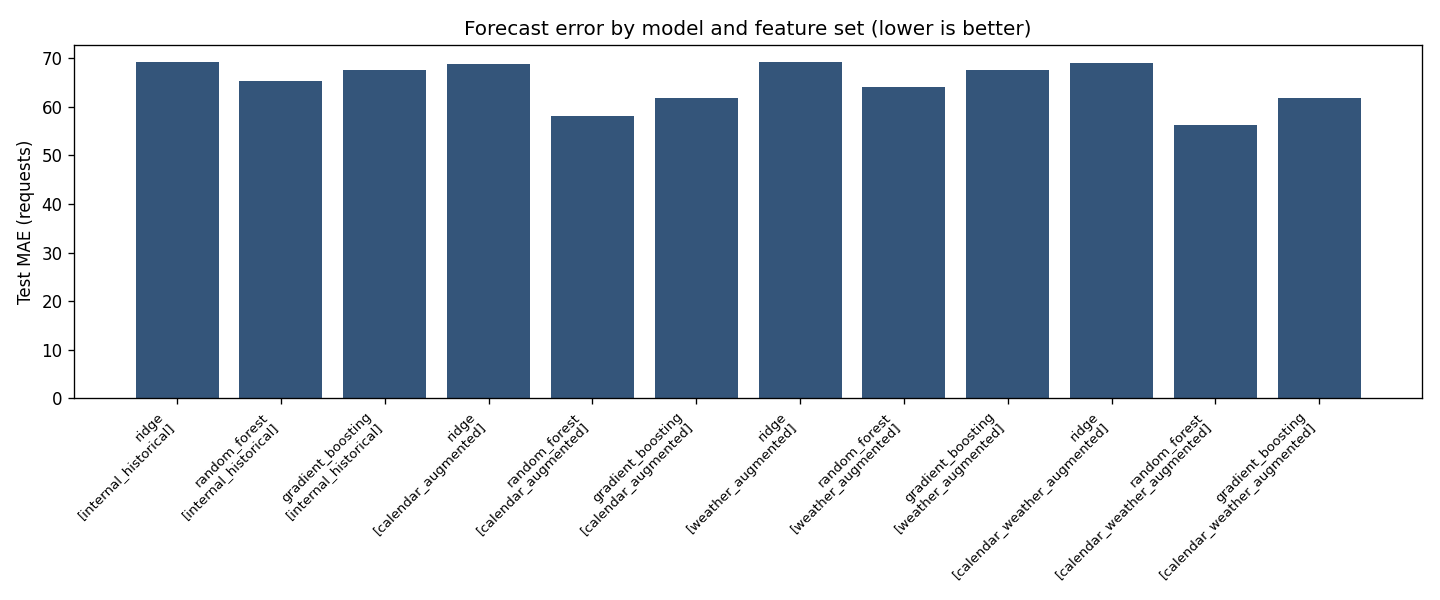 Forecast error by model and feature set (lower is better)
Test MAE (requests)
70
60
50
40
30
20
10
0
ridge
[internal_historical]
random_forest
[internal_historical]
gradient_boosting
[internal_historical]
ridge
[calendar_augmented]
random_forest
[calendar_augmented]
gradient_boosting
[calendar_augmented]
ridge
[weather_augmented]
random_forest
[weather_augmented]
gradient_boosting
[weather_augmented]
ridge
[calendar_weather_augmented]
random_forest
[calendar_weather_augmented]
gradient_boosting
[calendar_weather_augmented]